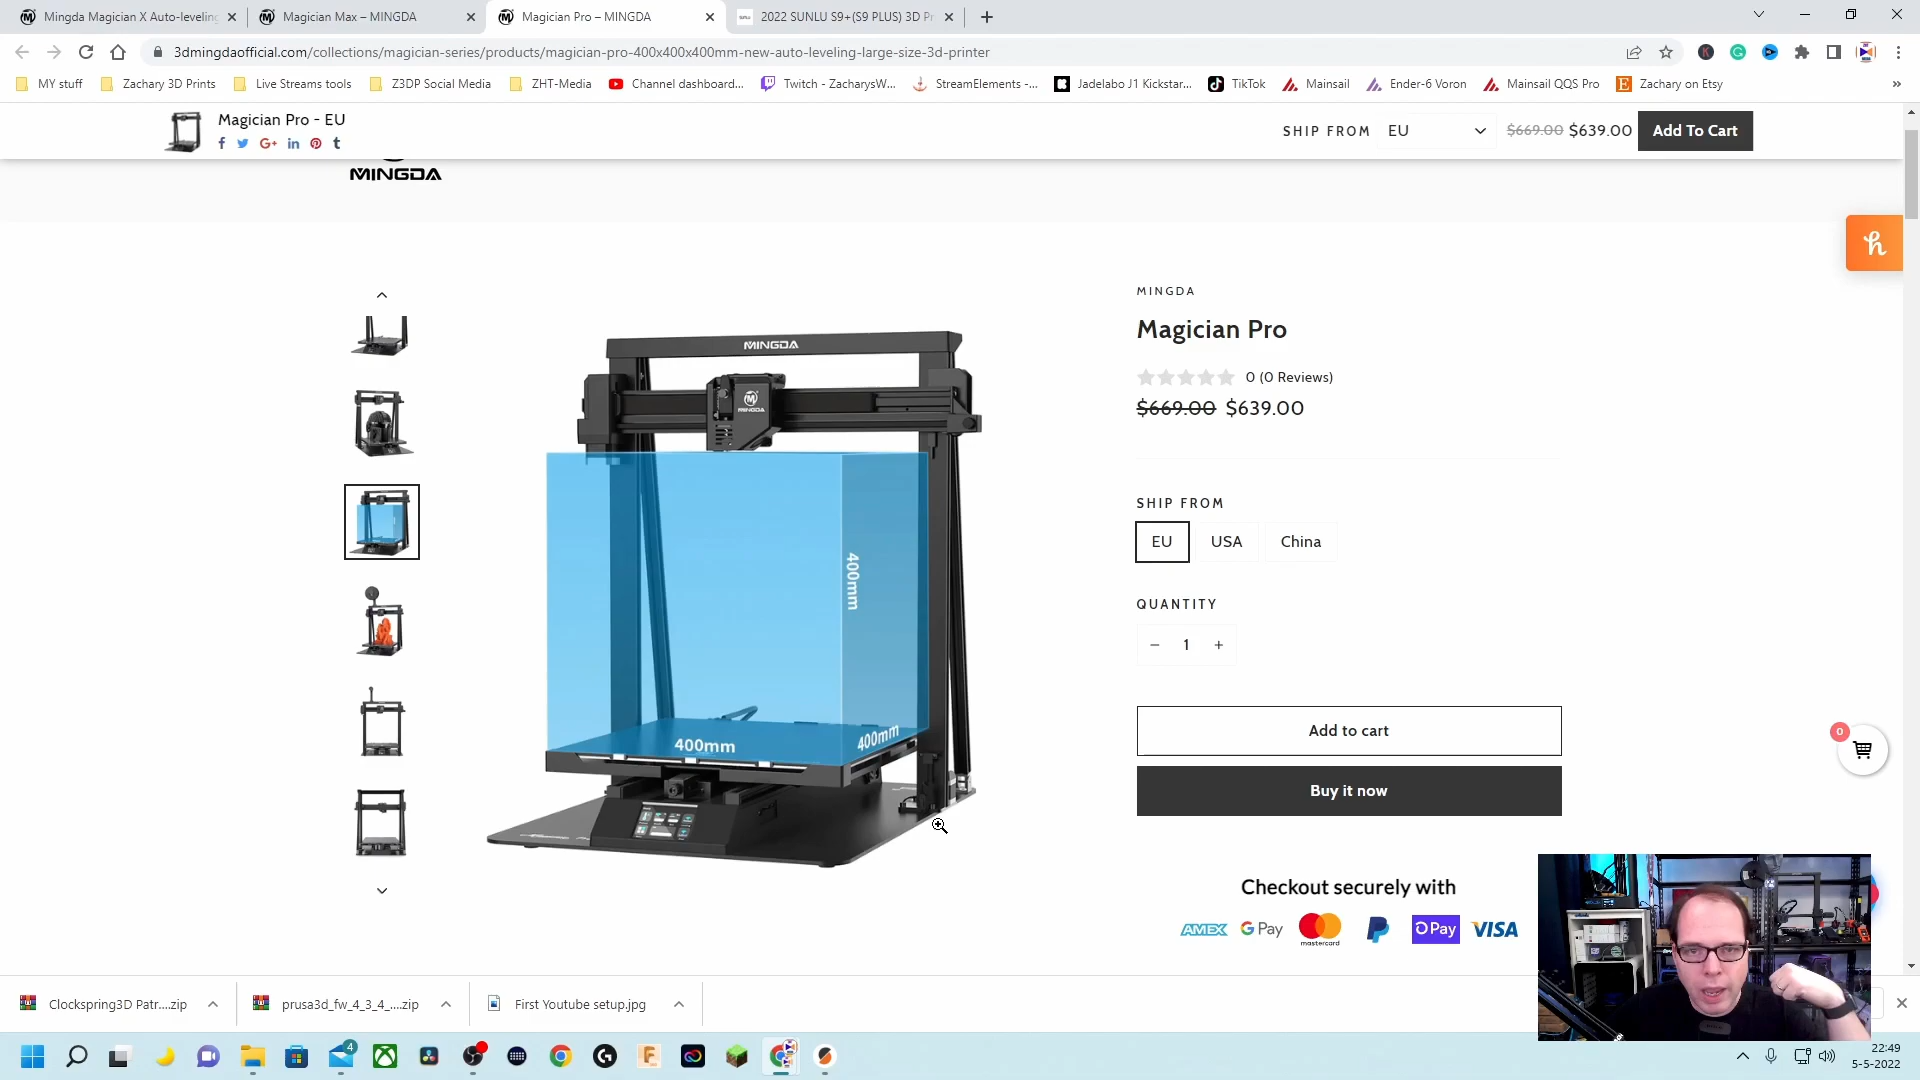 Mingda Magician X Auto-leveling
Magician Max – MINGDA
Magician Pro – MINGDA
2022 SUNLU S9+(S9 PLUS) 3D Pr
3dmingdaofficial.com/collections/magician-series/products/magician-pro-400x400x400mm-new-auto-leveling-large-size-3d-printer
MY stuff
Zachary 3D Prints
Live Streams tools
Z3DP Social Media
ZHT-Media
Channel dashboard...
Twitch - ZacharysW...
StreamElements -...
Jadelabo J1 Kickstar...
TikTok
Mainsail
Ender-6 Voron
Mainsail QQS Pro
Zachary on Etsy
»
Magician Pro - EU
SHIP FROM
EU
$669.00 $639.00
Add To Cart
MINGDA
MINGDA
Magician Pro
0 (0 Reviews)
$669.00 $639.00
SHIP FROM
EU
USA
China
QUANTITY
− 1 +
Add to cart
Buy it now
Checkout securely with
AMEX
G Pay
mastercard
Pay
VISA
MINGDA
MINGDA
400mm
400mm
400mm
0
Clockspring3D Patr....zip
prusa3d_fw_4_3_4_....zip
First Youtube setup.jpg
4
22:49
5-5-2022